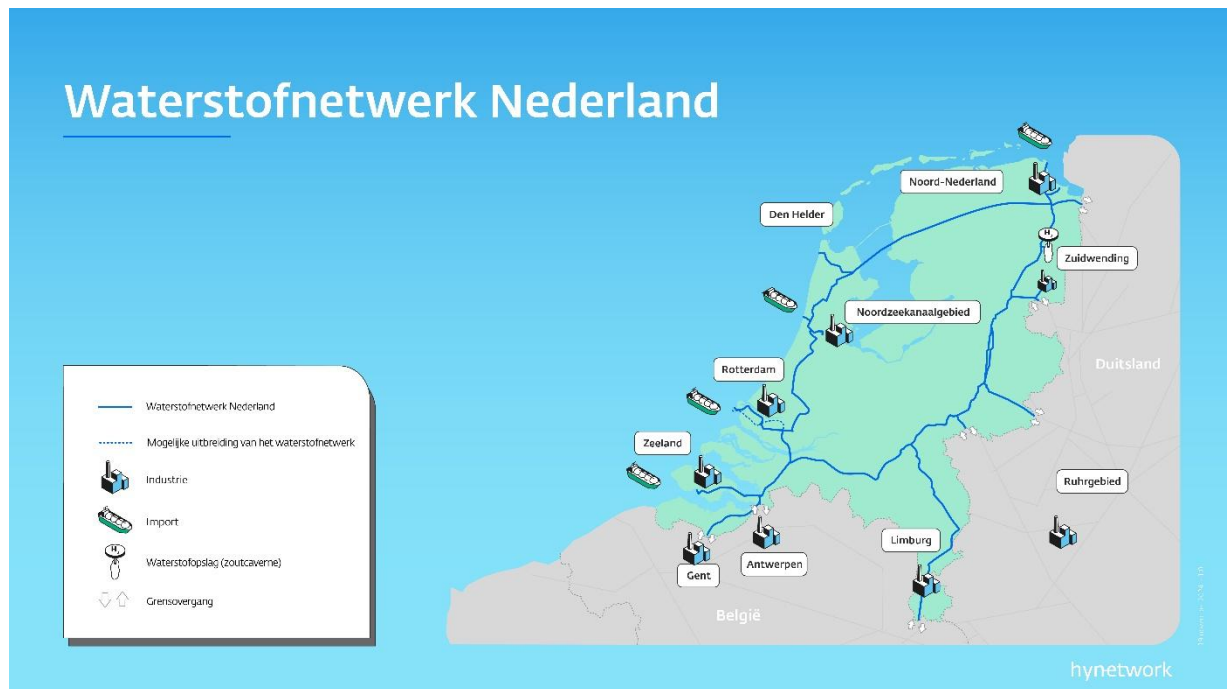 Waterstofnetwerk Nederland
Noord-Nederland
Den Helder
Zuidwending
Noordzeekanaalgebied
Duitsland
Rotterdam
Zeeland
Ruhrgebied
Limburg
Antwerpen
Gent
België
Waterstofnetwerk Nederland
Mogelijke uitbreiding van het waterstofnetwerk
Industrie
Import
Waterstofopslag (zoutcaverne)
Grensovergang
hynetwork